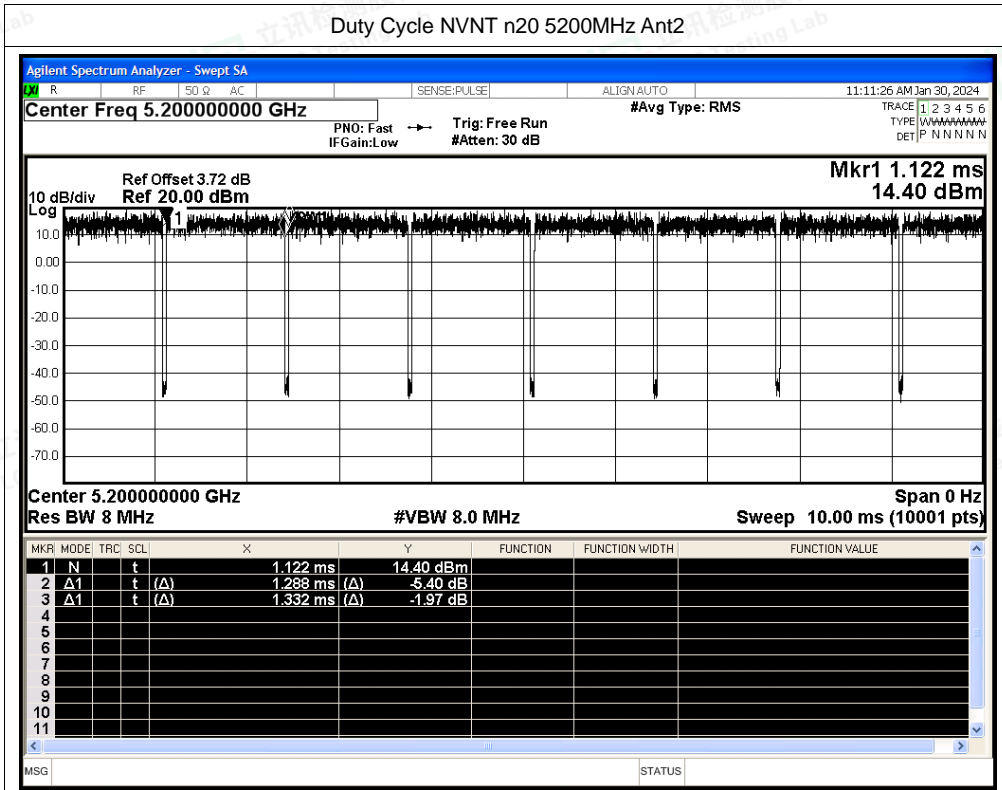 Duty Cycle NVNT n20 5200MHz Ant2
Agilent Spectrum Analyzer - Swept SA
LXI R RF 50 Ω AC SENSE:PULSE ALIGN AUTO 11:11:26 AM Jan 30, 2024
Center Freq 5.200000000 GHz #Avg Type: RMS TRACE 1 2 3 4 5 6
PNO: Fast Trig: Free Run TYPE WWWWWWW
IFGain:Low #Atten: 30 dB DET P N N N N N
Mkr1 1.122 ms
Ref Offset 3.72 dB
10 dB/div Ref 20.00 dBm 14.40 dBm
Log
1
10.0
0.00
-10.0
-20.0
-30.0
-40.0
-50.0
-60.0
-70.0
Center 5.200000000 GHz Span 0 Hz
Res BW 8 MHz #VBW 8.0 MHz Sweep 10.00 ms (10001 pts)
MKR MODE TRC SCL X Y FUNCTION FUNCTION WIDTH FUNCTION VALUE
1 N t 1.122 ms 14.40 dBm
2 Δ1 t (Δ) 1.288 ms (Δ) -5.40 dB
3 Δ1 t (Δ) 1.332 ms (Δ) -1.97 dB
4
5
6
7
8
9
10
11
MSG STATUS